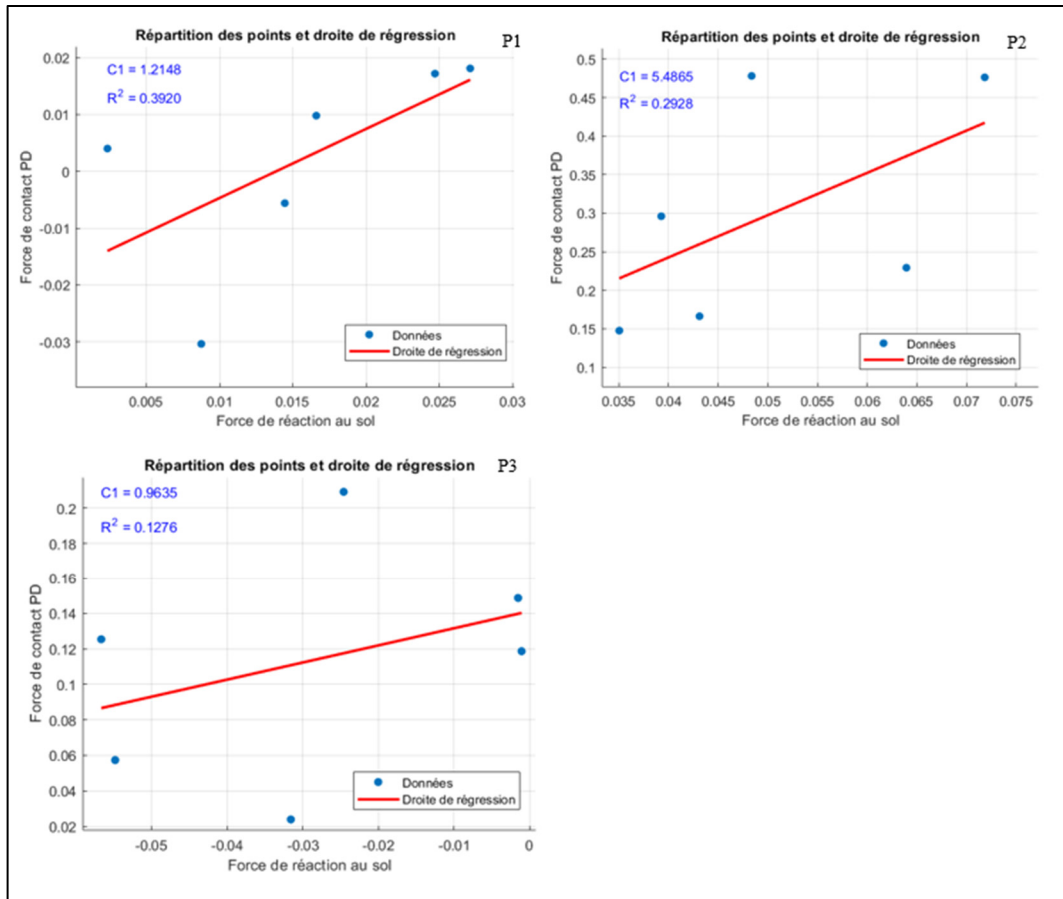 Répartition des points et droite de régression
P1
C1 = 1.2148
R² = 0.3920
0.02
0.01
0
-0.01
-0.02
-0.03
Force de contact PD
Données
Droite de régression
0.005
0.01
0.015
0.02
0.025
0.03
Force de réaction au sol
Répartition des points et droite de régression
P2
C1 = 5.4865
R² = 0.2928
0.5
0.45
0.4
0.35
0.3
0.25
0.2
0.15
0.1
Force de contact PD
Données
Droite de régression
0.035
0.04
0.045
0.05
0.055
0.06
0.065
0.07
0.075
Force de réaction au sol
Répartition des points et droite de régression
P3
C1 = 0.9635
R² = 0.1276
0.2
0.18
0.16
0.14
0.12
0.1
0.08
0.06
0.04
0.02
Force de contact PD
Données
Droite de régression
-0.05
-0.04
-0.03
-0.02
-0.01
0
Force de réaction au sol